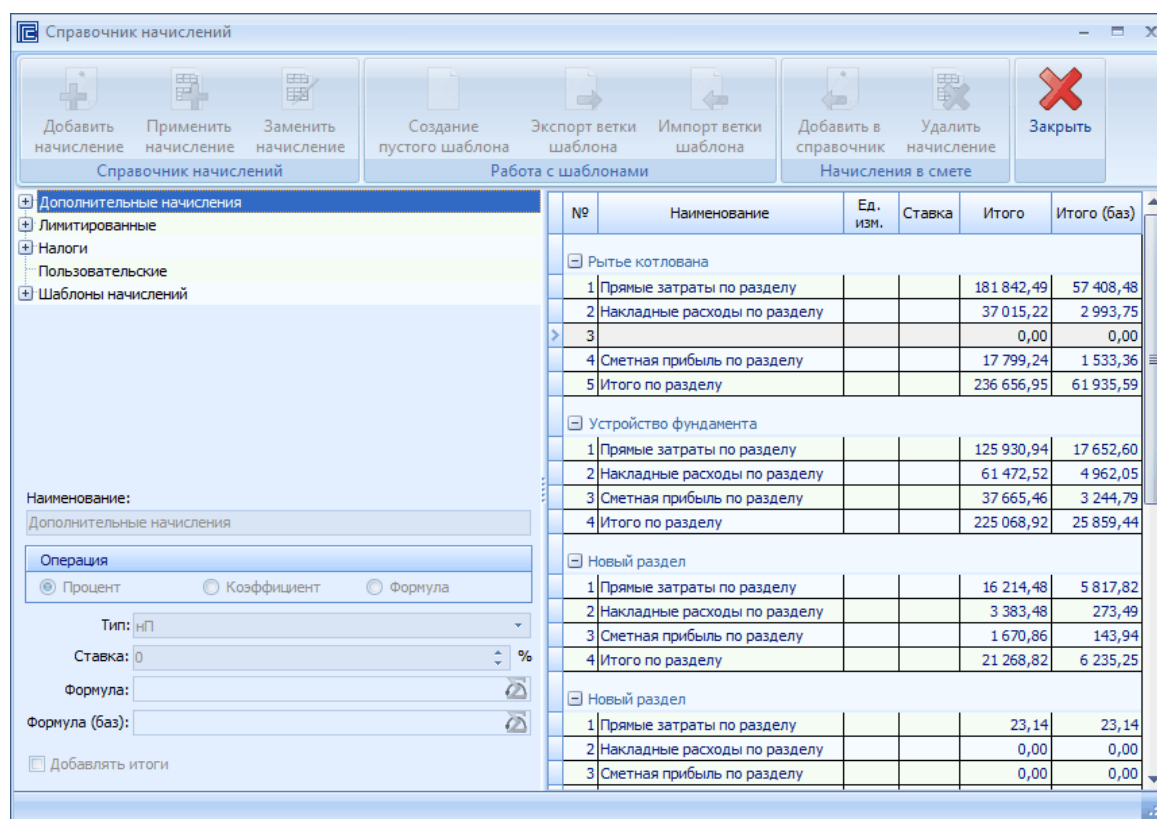 Справочник начислений
Добавить начисление
Применить начисление
Заменить начисление
Создание пустого шаблона
Экспорт ветки шаблона
Импорт ветки шаблона
Добавить в справочник
Удалить начисление
Закрыть
Справочник начислений
Работа с шаблонами
Начисления в смете
Дополнительные начисления
Лимитированные
Налоги
Пользовательские
Шаблоны начислений
Наименование:
Дополнительные начисления
Операция
Процент Коэффициент Формула
Тип: нП
Ставка: 0 %
Формула:
Формула (баз):
Добавлять итоги
№ Наименование Ед. изм. Ставка Итого Итого (баз)
Рытье котлована
1 Прямые затраты по разделу 181 842,49 57 408,48
2 Накладные расходы по разделу 37 015,22 2 993,75
3 0,00 0,00
4 Сметная прибыль по разделу 17 799,24 1 533,36
5 Итого по разделу 236 656,95 61 935,59
Устройство фундамента
1 Прямые затраты по разделу 125 930,94 17 652,60
2 Накладные расходы по разделу 61 472,52 4 962,05
3 Сметная прибыль по разделу 37 665,46 3 244,79
4 Итого по разделу 225 068,92 25 859,44
Новый раздел
1 Прямые затраты по разделу 16 214,48 5 817,82
2 Накладные расходы по разделу 3 383,48 273,49
3 Сметная прибыль по разделу 1 670,86 143,94
4 Итого по разделу 21 268,82 6 235,25
Новый раздел
1 Прямые затраты по разделу 23,14 23,14
2 Накладные расходы по разделу 0,00 0,00
3 Сметная прибыль по разделу 0,00 0,00